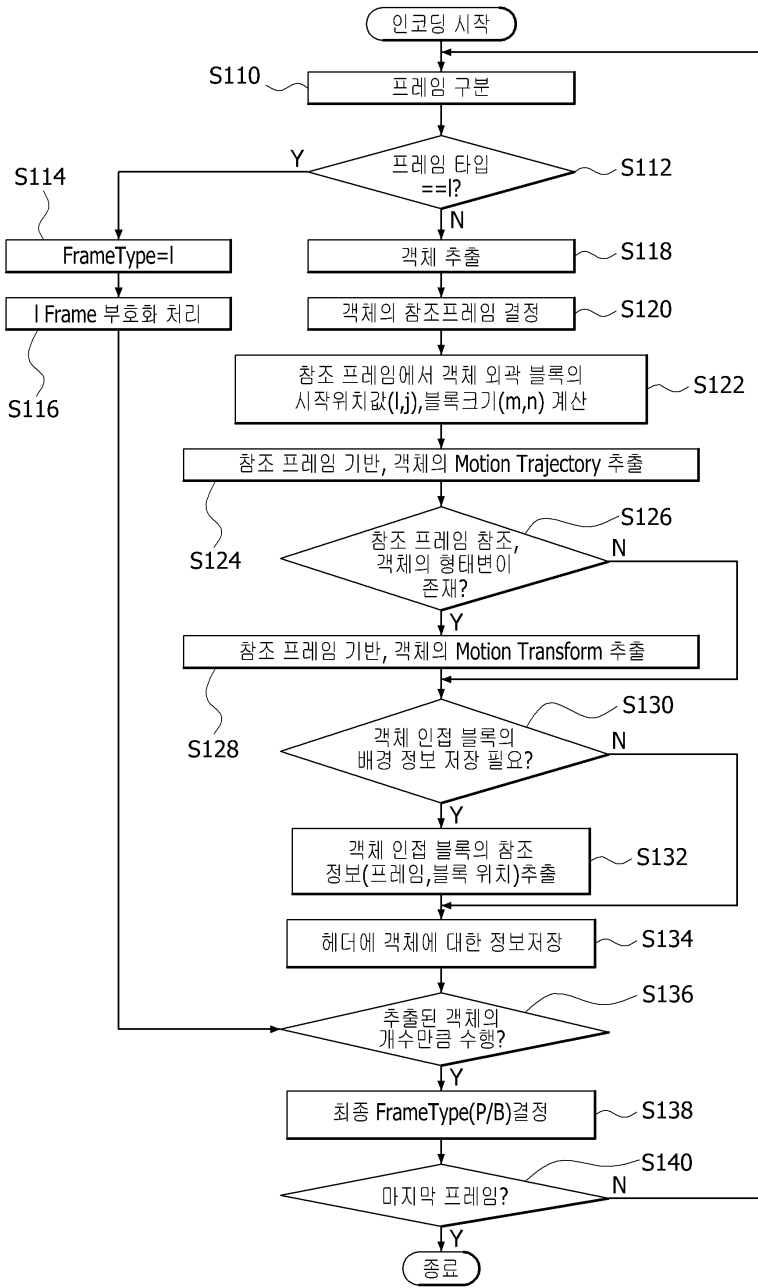 인코딩 시작
S110
프레임 구분
Y
프레임 타입
==I?
S112
N
S114
FrameType=I
객체 추출
S118
I Frame 부호화 처리
S116
객체의 참조프레임 결정
S120
참조 프레임에서 객체 외곽 블록의
시작위치값(I,j),블록크기(m,n) 계산
S122
참조 프레임 기반, 객체의 Motion Trajectory 추출
S124
참조 프레임 참조,
객체의 형태변이
존재?
S126
N
Y
참조 프레임 기반, 객체의 Motion Transform 추출
S128
객체 인접 블록의
배경 정보 저장 필요?
S130
N
Y
객체 인접 블록의 참조
정보(프레임,블록 위치)추출
S132
헤더에 객체에 대한 정보저장
S134
추출된 객체의
개수만큼 수행?
S136
Y
최종 FrameType(P/B)결정
S138
마지막 프레임?
S140
N
Y
종료